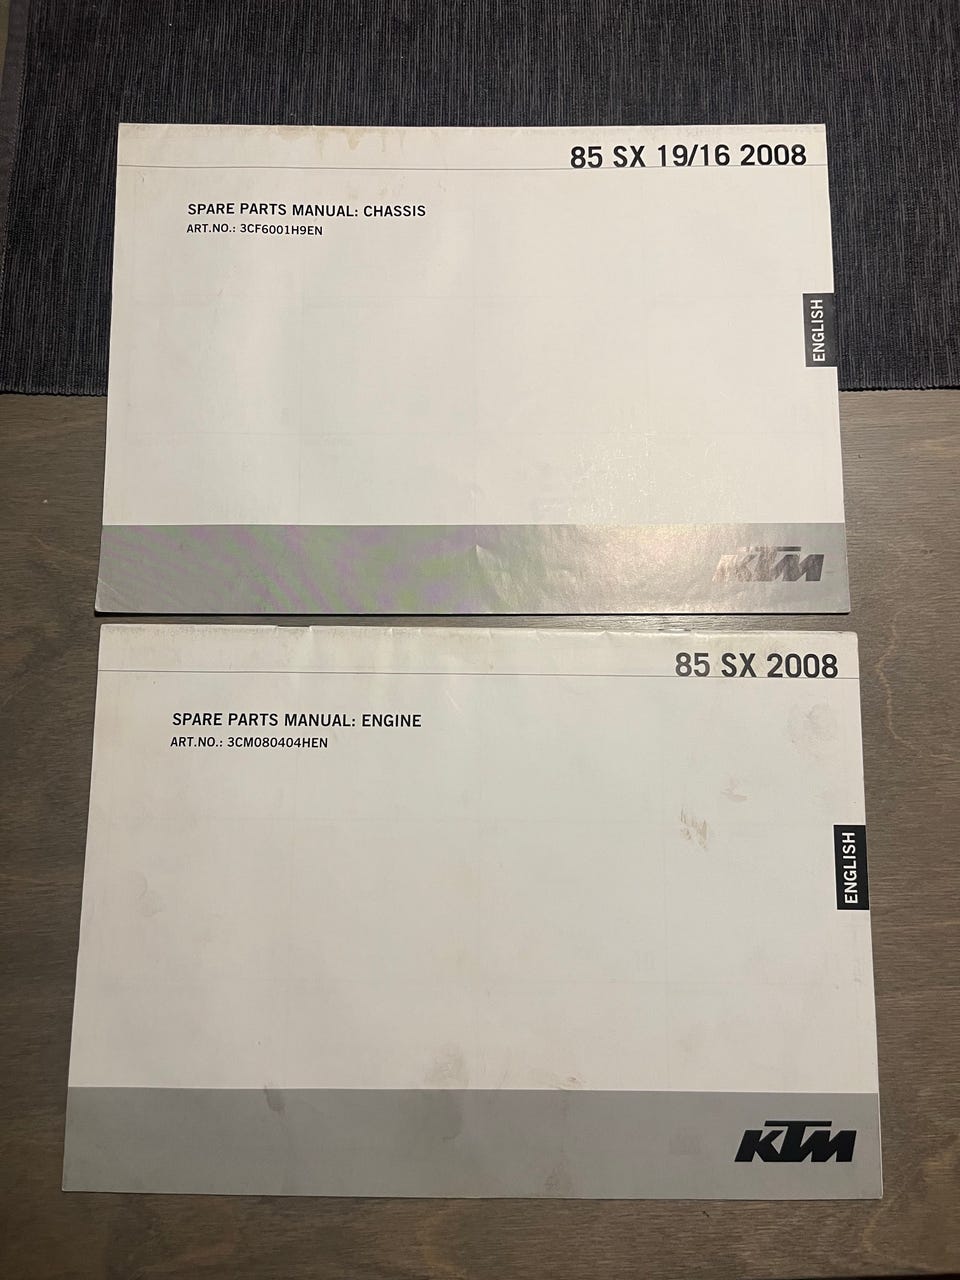 85 SX 19/16 2008
SPARE PARTS MANUAL: CHASSIS
ART.NO.: 3CF6001H9EN
ENGLISH
KTM
85 SX 2008
SPARE PARTS MANUAL: ENGINE
ART.NO.: 3CM080404HEN
ENGLISH
KTM